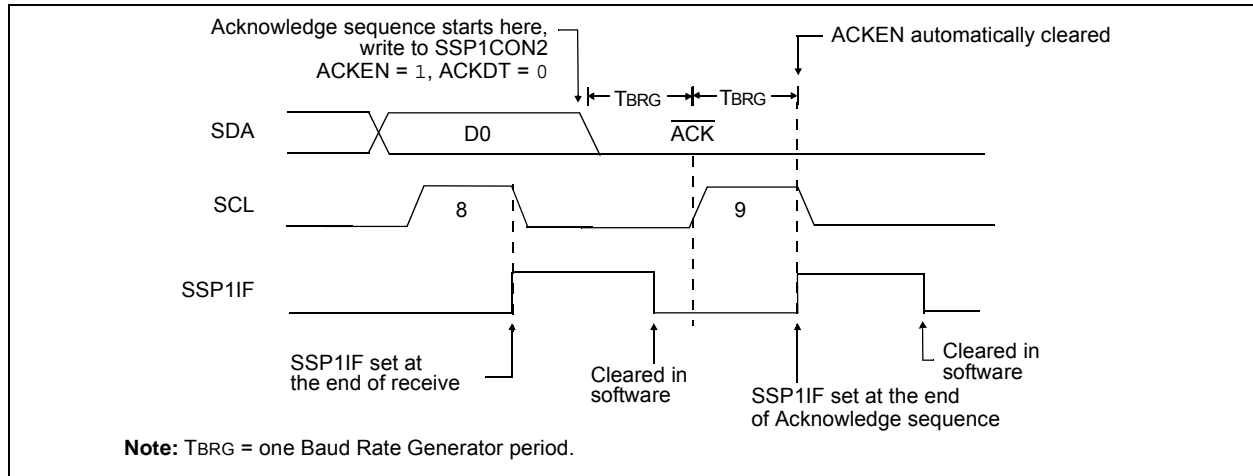 Acknowledge sequence starts here,
write to SSP1CON2
ACKEN = 1, ACKDT = 0
ACKEN automatically cleared
TBRG
TBRG
SDA
D0
ACK
SCL
8
9
SSP1IF
SSP1IF set at
the end of receive
Cleared in
software
SSP1IF set at the end
of Acknowledge sequence
Cleared in
software
Note: TBRG = one Baud Rate Generator period.